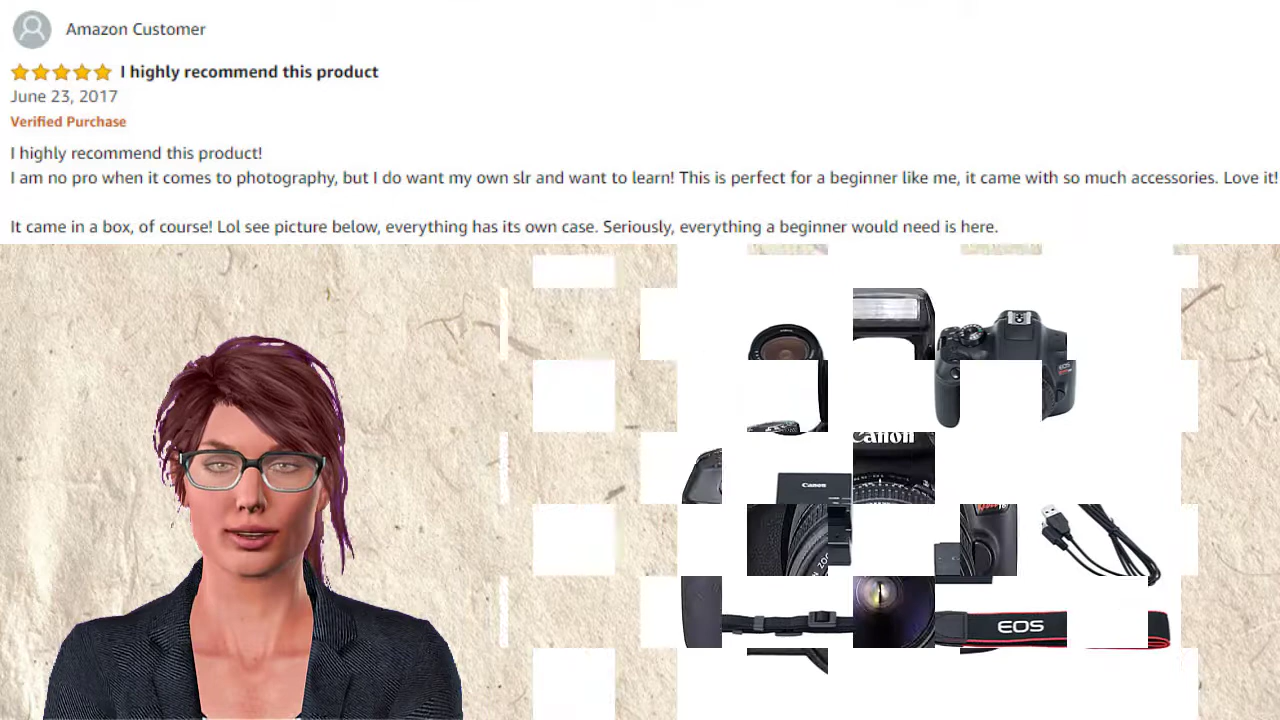 Amazon Customer
I highly recommend this product
June 23, 2017
Verified Purchase
I highly recommend this product!
I am no pro when it comes to photography, but I do want my own slr and want to learn! This is perfect for a beginner like me, it came with so much accessories. Love it!
It came in a box, of course! Lol see picture below, everything has its own case. Seriously, everything a beginner would need is here.
Canon
Canon
EOS